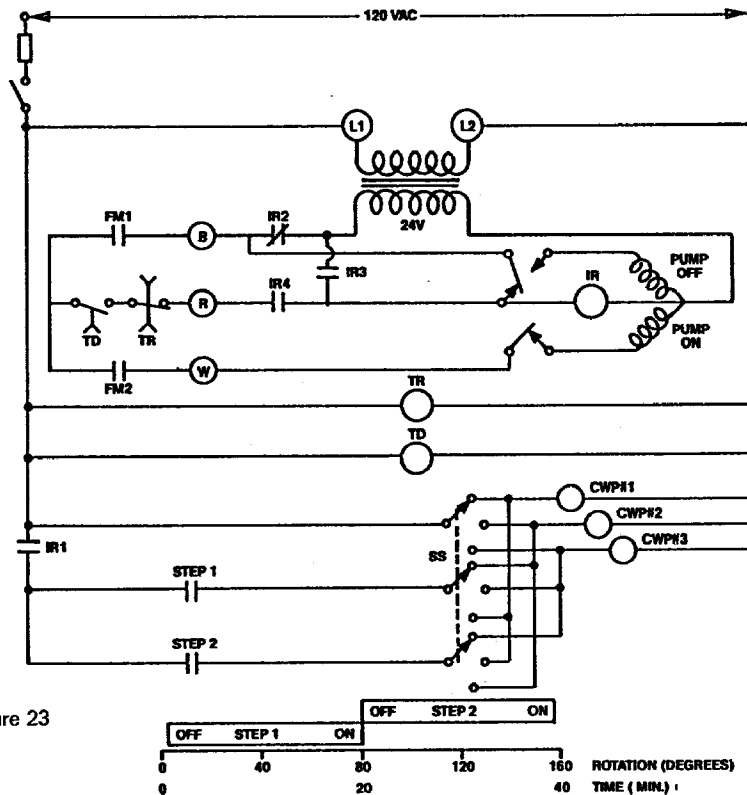 120 VAC
L1 L2
24V
FM1 B IR2
IR3
PUMP OFF
IR
TD TR R IR4
PUMP ON
FM2 W
TR
TD
CWP#1
CWP#2
CWP#3
SS
IR1
STEP 1
STEP 2
ure 23
OFF STEP 2 ON
OFF STEP 1 ON
0 40 80 120 160 ROTATION (DEGREES)
0 20 40 TIME ( MIN.)